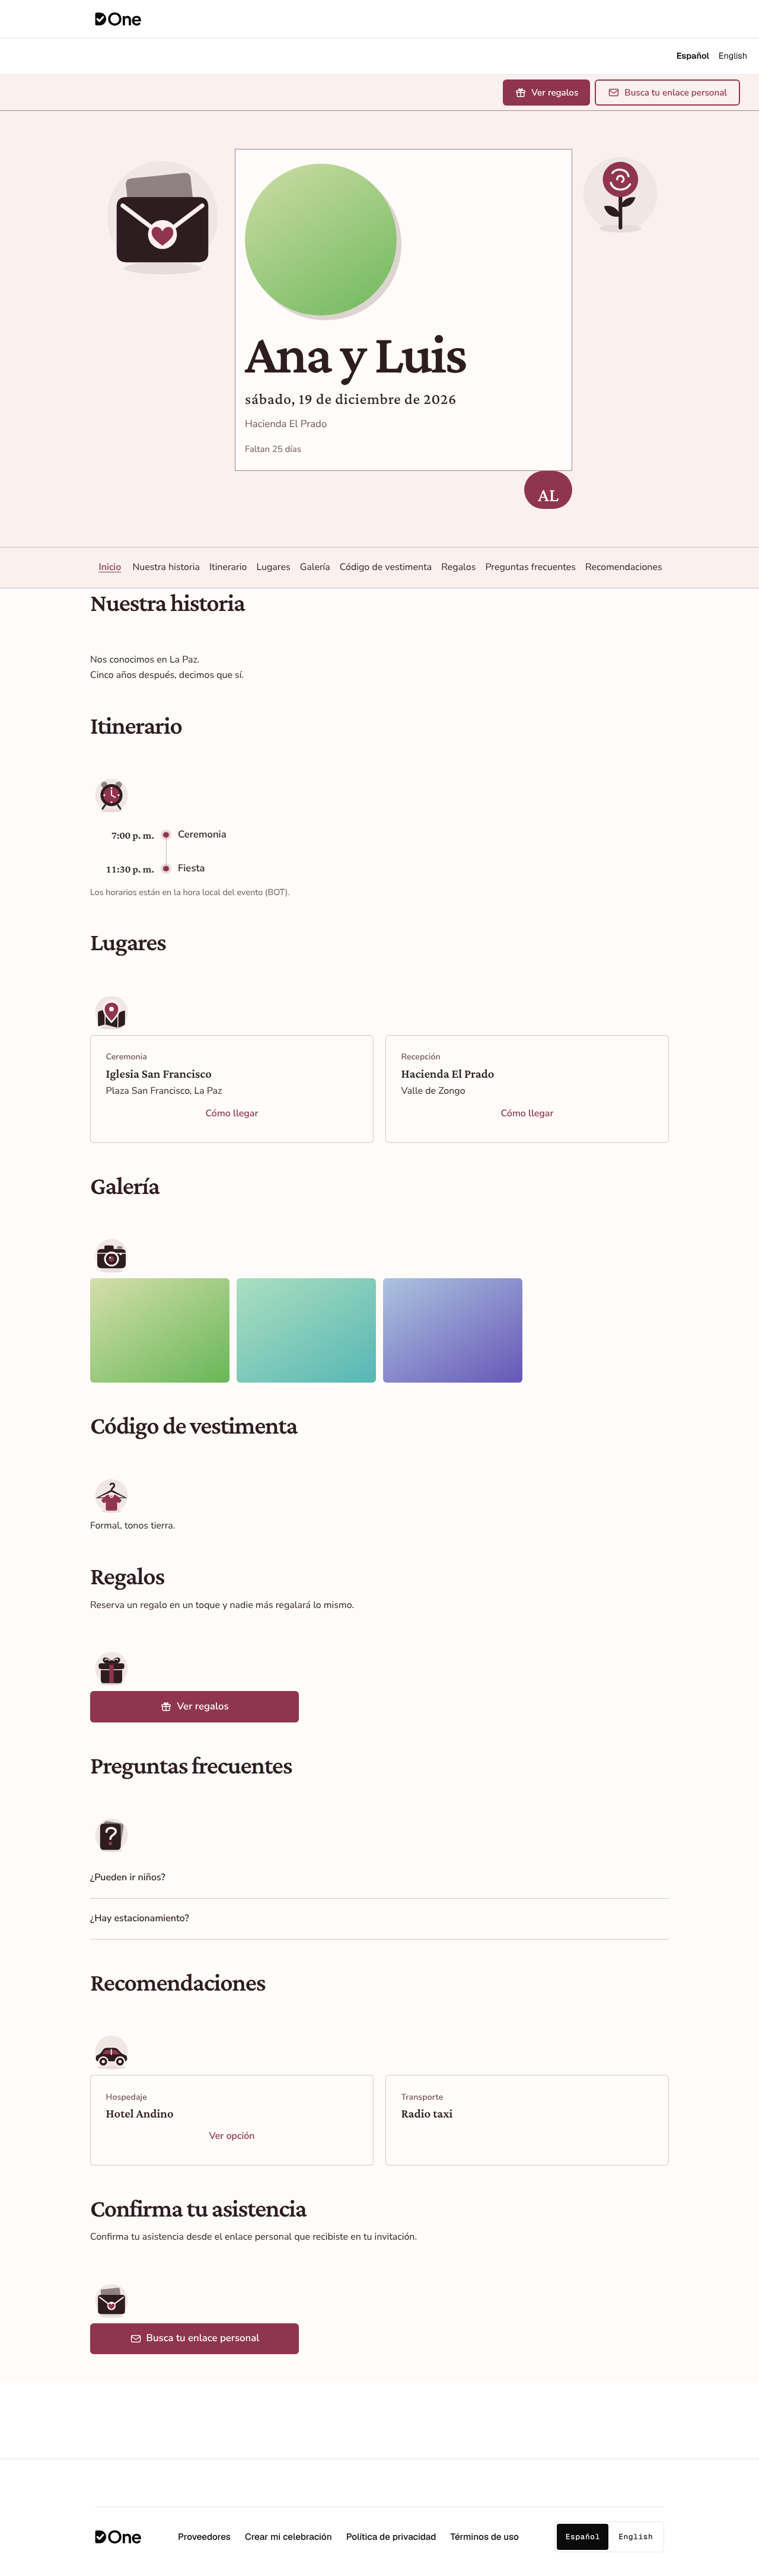 One
Español English
Ver regalos Busca tu enlace personal
Ana y Luis
sábado, 19 de diciembre de 2026
Hacienda El Prado
Faltan 25 días
AL
Inicio Nuestra historia Itinerario Lugares Galería Código de vestimenta Regalos Preguntas frecuentes Recomendaciones
Nuestra historia
Nos conocimos en La Paz.
Cinco años después, decimos que sí.
Itinerario
7:00 p. m. Ceremonia
11:30 p. m. Fiesta
Los horarios están en la hora local del evento (BOT).
Lugares
Ceremonia
Iglesia San Francisco
Plaza San Francisco, La Paz
Cómo llegar
Recepción
Hacienda El Prado
Valle de Zongo
Cómo llegar
Galería
Código de vestimenta
Formal, tonos tierra.
Regalos
Reserva un regalo en un toque y nadie más regalará lo mismo.
Ver regalos
Preguntas frecuentes
?
¿Pueden ir niños?
¿Hay estacionamiento?
Recomendaciones
Hospedaje
Hotel Andino
Ver opción
Transporte
Radio taxi
Confirma tu asistencia
Confirma tu asistencia desde el enlace personal que recibiste en tu invitación.
Busca tu enlace personal
One
Proveedores Crear mi celebración Política de privacidad Términos de uso Español English